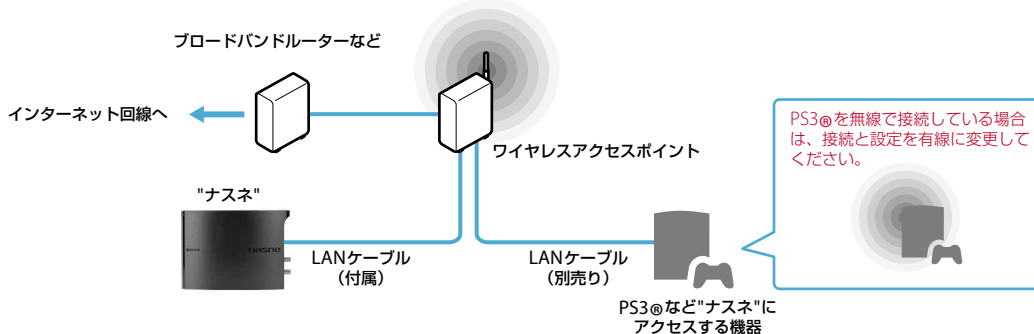 ブロードバンドルーターなど
インターネット回線へ
ワイヤレスアクセスポイント
PS3®を無線で接続している場合
は、接続と設定を有線に変更して
ください。
"ナスネ"
SONY
nasne
LANケーブル
（付属）
LANケーブル
（別売り）
PS3®など"ナスネ"に
アクセスする機器